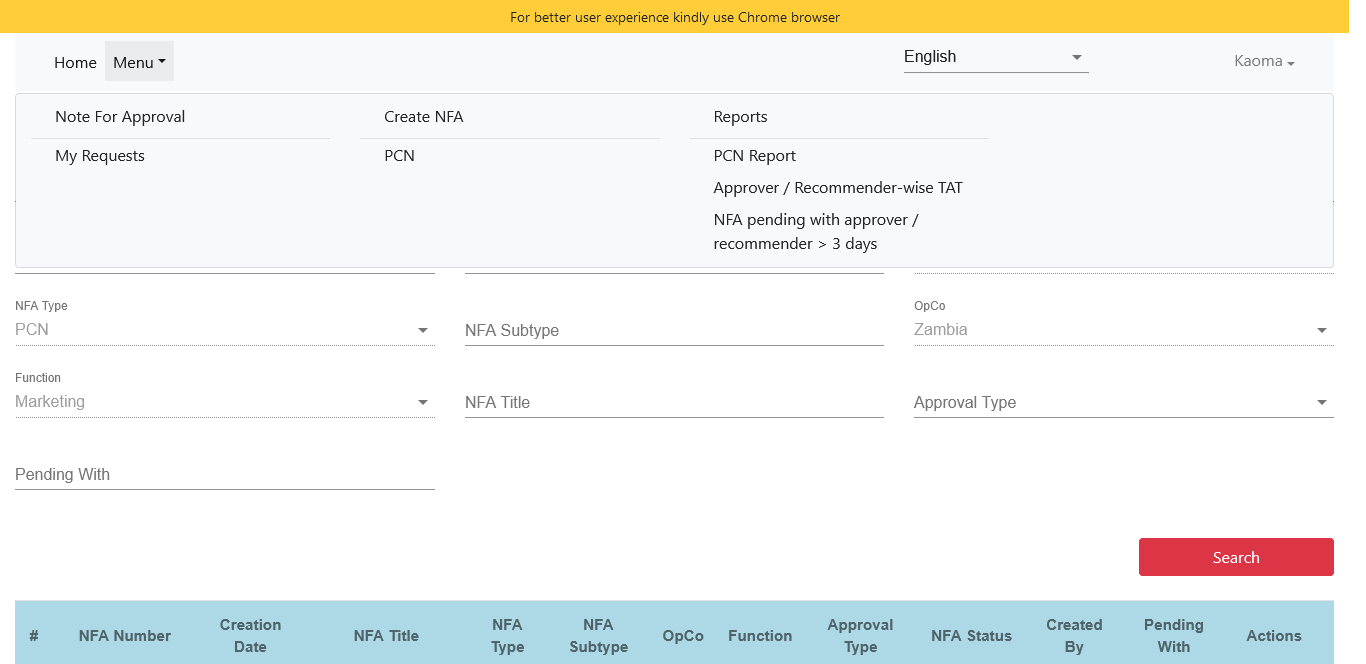 For better user experience kindly use Chrome browser
Home
Menu
English
Kaoma
Note For Approval
Create NFA
Reports
My Requests
PCN
PCN Report
Approver / Recommender-wise TAT
NFA pending with approver /
recommender > 3 days
NFA Type
OpCo
PCN
NFA Subtype
Zambia
Function
Marketing
NFA Title
Approval Type
Pending With
Search
#
NFA Number
Creation
Date
NFA Title
NFA
Type
NFA
Subtype
OpCo
Function
Approval
Type
NFA Status
Created
By
Pending
With
Actions